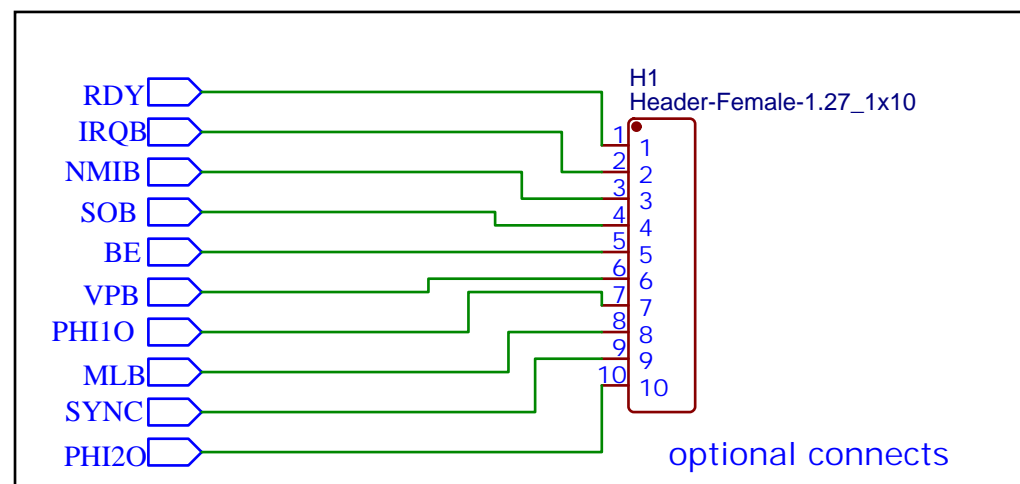 H1
Header-Female-1.27_1x10
RDY
IRQB
NMIB
SOB
BE
VPB
PHI1O
MLB
SYNC
PHI2O
1 1
2 2
3 3
4 4
5 5
6 6
7 7
8 8
9 9
10 10
optional connects